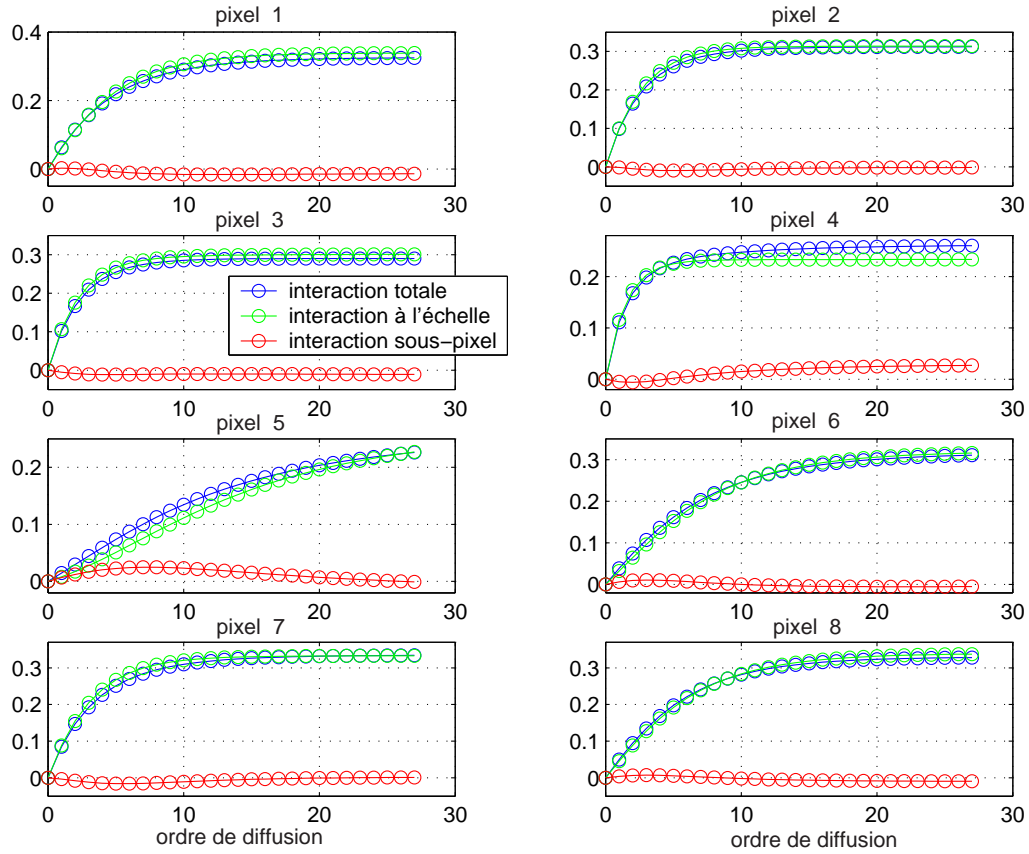 pixel 1
0.4
0.2
0
0 10 20 30
pixel 2
0.3
0.2
0.1
0
0 10 20 30
pixel 3
0.3
0.2
0.1
0
0 10 20 30
interaction totale
interaction à l'échelle
interaction sous-pixel
pixel 4
0.2
0.1
0
0 10 20 30
pixel 5
0.2
0.1
0
0 10 20 30
pixel 6
0.3
0.2
0.1
0
0 10 20 30
pixel 7
0.3
0.2
0.1
0
0 10 20 30
ordre de diffusion
pixel 8
0.3
0.2
0.1
0
0 10 20 30
ordre de diffusion